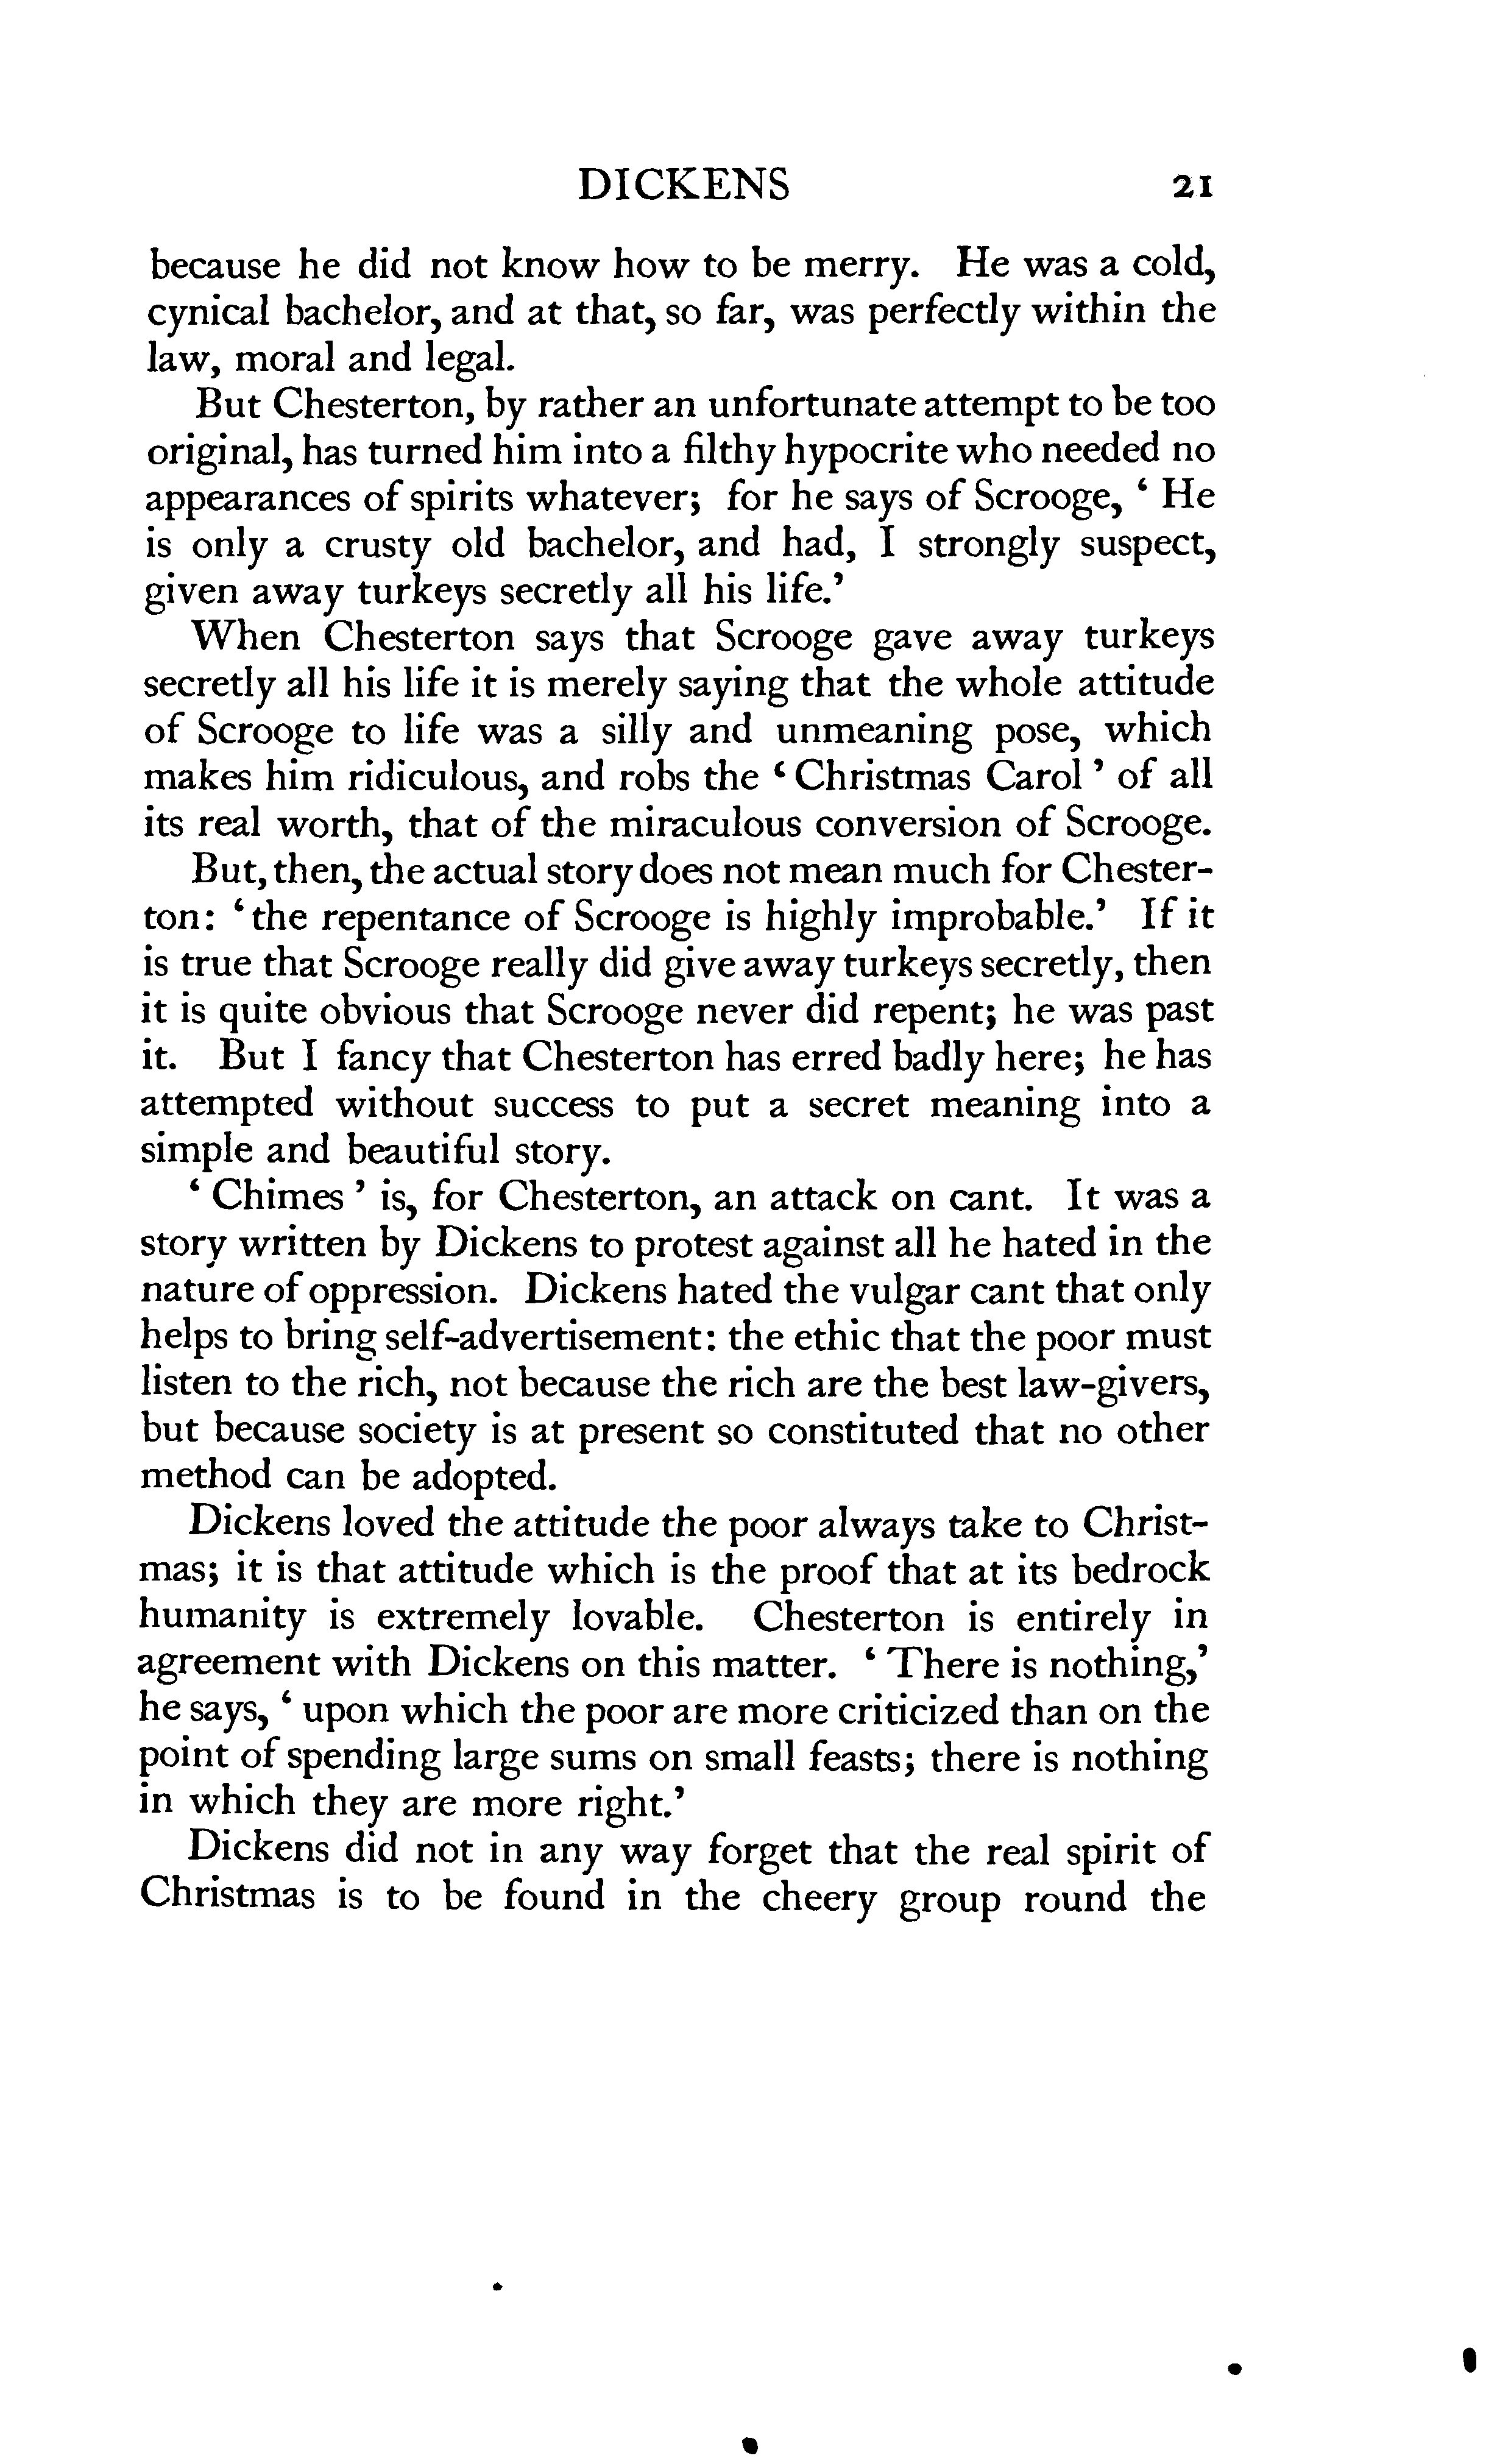 DICKENS 21
because he did not know how to be merry. He was a cold,
cynical bachelor, and at that, so far, was perfectly within the
law, moral and legal.
But Chesterton, by rather an unfortunate attempt to be too
original, has turned him into a filthy hypocrite who needed no
appearances of spirits whatever; for he says of Scrooge, ‘ He
is only a crusty old bachelor, and had, I strongly suspect,
given away turkeys secretly all his life.’
When Chesterton says that Scrooge gave away turkeys
secretly all his life it is merely saying that the whole attitude
of Scrooge to life was a silly and unmeaning pose, which
makes him ridiculous, and robs the ‘ Christmas Carol ’ of all
its real worth, that of the miraculous conversion of Scrooge.
But, then, the actual story does not mean much for Chester-
ton: ‘ the repentance of Scrooge is highly improbable.’ If it
is true that Scrooge really did give away turkeys secretly, then
it is quite obvious that Scrooge never did repent; he was past
it. But I fancy that Chesterton has erred badly here; he has
attempted without success to put a secret meaning into a
simple and beautiful story.
‘ Chimes ’ is, for Chesterton, an attack on cant. It was a
story written by Dickens to protest against all he hated in the
nature of oppression. Dickens hated the vulgar cant that only
helps to bring self-advertisement: the ethic that the poor must
listen to the rich, not because the rich are the best law-givers,
but because society is at present so constituted that no other
method can be adopted.
Dickens loved the attitude the poor always take to Christ-
mas; it is that attitude which is the proof that at its bedrock
humanity is extremely lovable. Chesterton is entirely in
agreement with Dickens on this matter. ‘ There is nothing,’
he says, ‘ upon which the poor are more criticized than on the
point of spending large sums on small feasts; there is nothing
in which they are more right.’
Dickens did not in any way forget that the real spirit of
Christmas is to be found in the cheery group round the